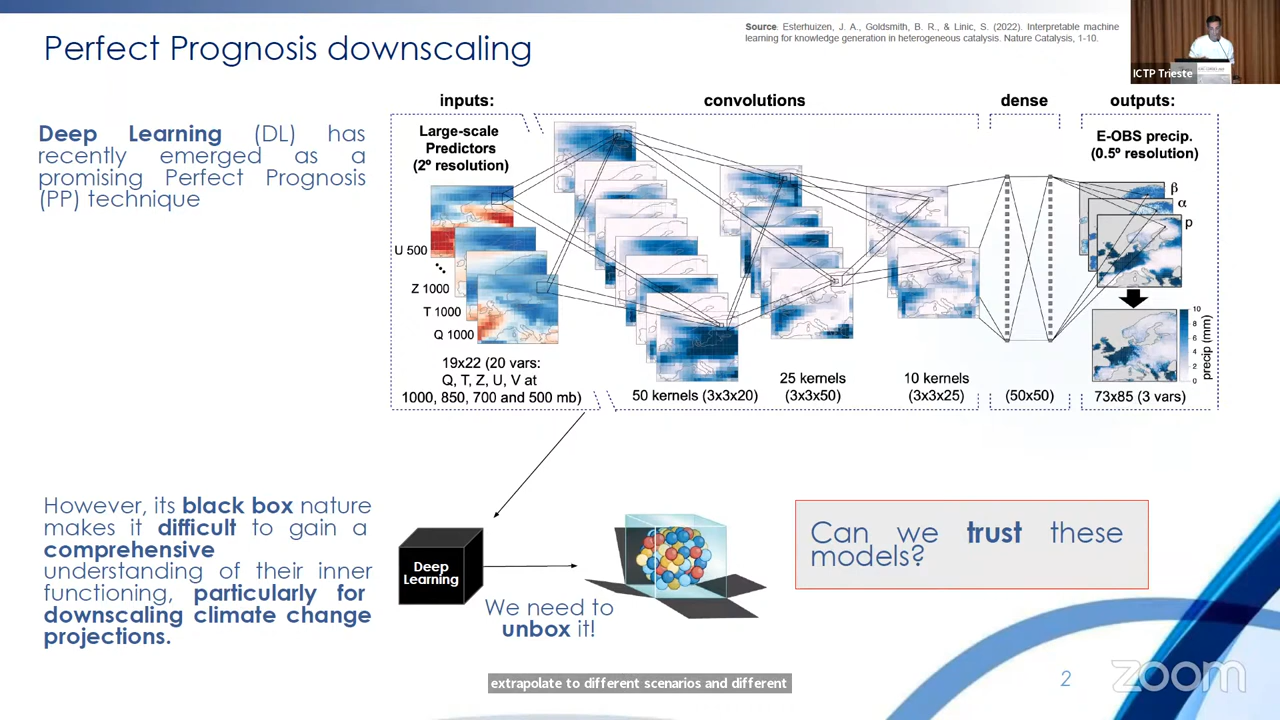 Perfect Prognosis downscaling
Source. Esterhuizen, J. A., Goldsmith, B. R., & Linic, S. (2022). Interpretable machine
learning for knowledge generation in heterogeneous catalysis. Nature Catalysis, 1-10.
ICTP Trieste
Deep Learning (DL) has
recently emerged as a
promising Perfect Prognosis
(PP) technique
inputs:
convolutions
dense
outputs:
Large-scale
Predictors
(2º resolution)
E-OBS precip.
(0.5º resolution)
β
α
p
U 500
Z 1000
T 1000
Q 1000
10
8
6
4
2
0
precip (mm)
19x22 (20 vars:
Q, T, Z, U, V at
1000, 850, 700 and 500 mb)
50 kernels (3x3x20)
25 kernels
(3x3x50)
10 kernels
(3x3x25)
(50x50)
73x85 (3 vars)
However, its black box nature
makes it difficult to gain a
comprehensive
understanding of their inner
functioning, particularly for
downscaling climate change
projections.
Deep
Learning
We need to
unbox it!
Can we trust these
models?
extrapolate to different scenarios and different
2
zoom